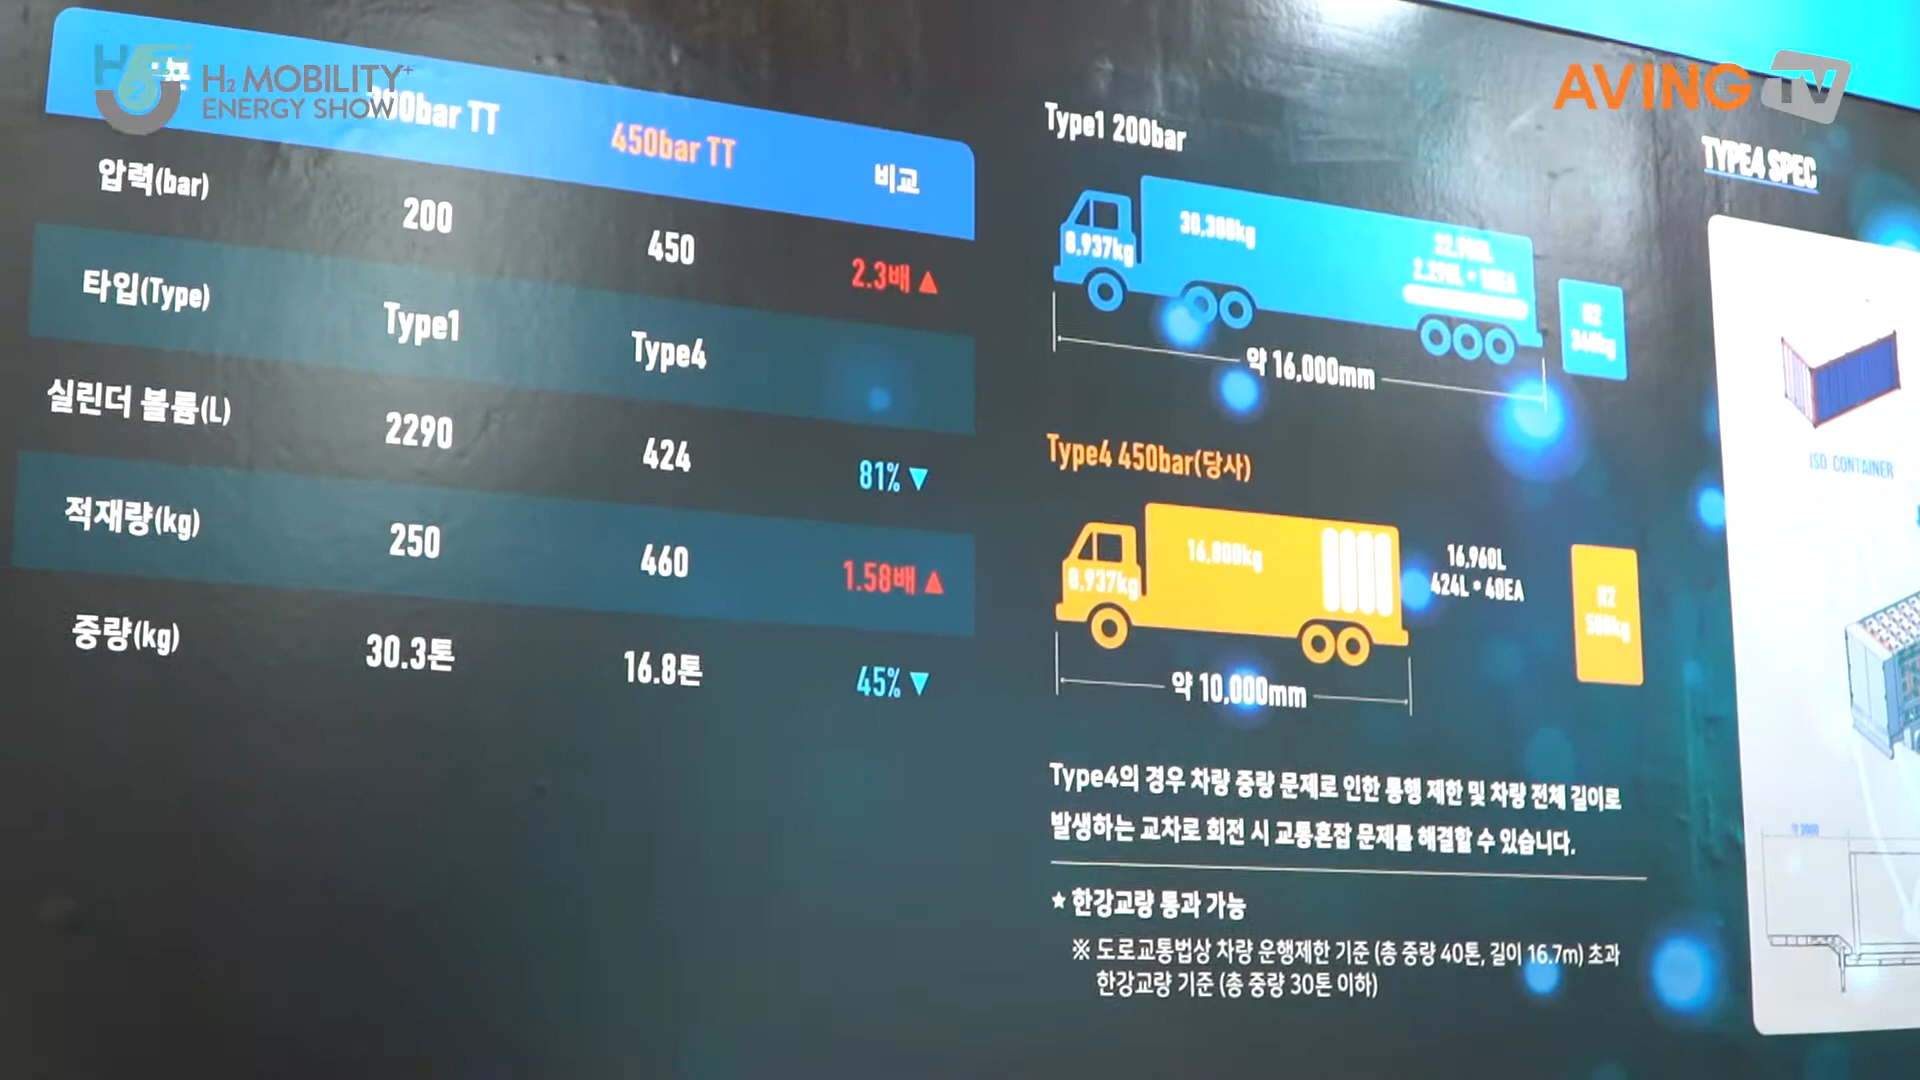 H₂ MOBILITY+
ENERGY SHOW
AVING TV
450bar TT
비교
압력(bar)
200
450
2.3배 ▲
타입(Type)
Type1
Type4
실린더 볼륨(L)
2290
424
81% ▼
적재량(kg)
250
460
1.58배 ▲
중량(kg)
30.3톤
16.8톤
45% ▼
Type1 200bar
8,937kg
30,300kg
H2
약 16,000mm
Type4 450bar(당사)
8,937kg
16,800kg
16,960L
424L * 40EA
H2
500kg
약 10,000mm
Type4의 경우 차량 중량 문제로 인한 통행 제한 및 차량 전체 길이로
발생하는 교차로 회전 시 교통혼잡 문제를 해결할 수 있습니다.
★ 한강교량 통과 가능
※ 도로교통법상 차량 운행제한 기준 (총 중량 40톤, 길이 16.7m) 초과
한강교량 기준 (총 중량 30톤 이하)
TYPE4 SPEC
ISO CONTAINER